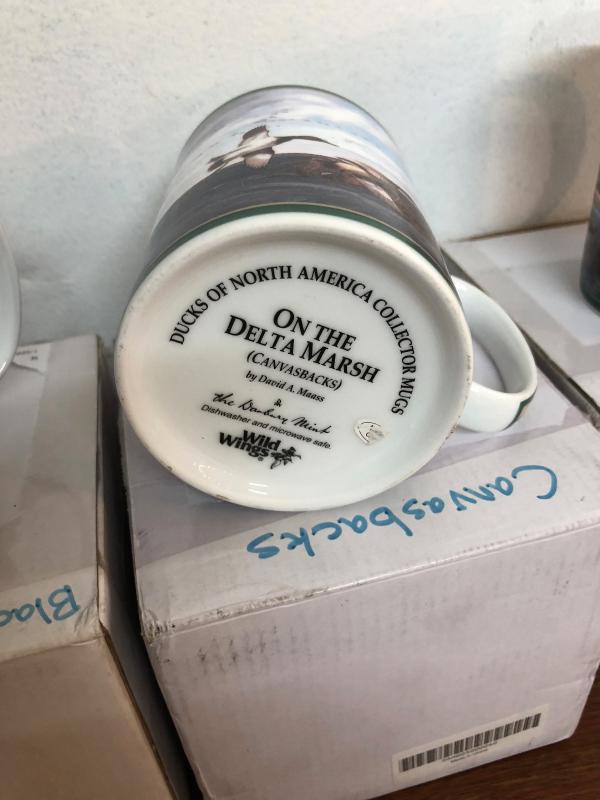 DUCKS OF NORTH AMERICA COLLECTOR MUGS
ON THE
DELTA MARSH
(CANVASBACKS)
by David A. Maass
The Danbury Mint
Dishwasher and microwave safe.
Wild
Wings®
Canvasbacks
Blac